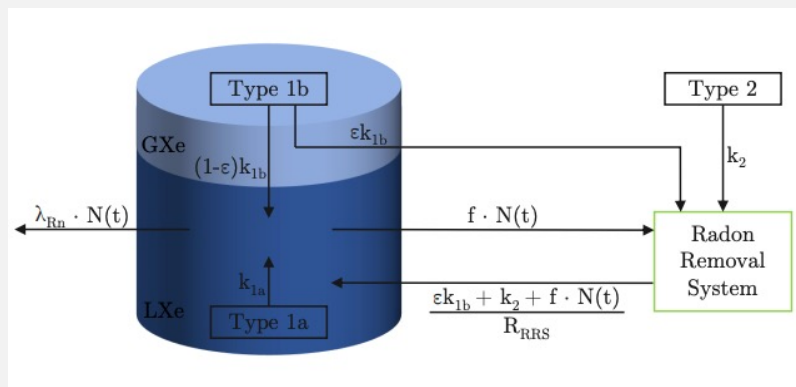 Type 1b
Type 2
GXe
εk₁b
(1-ε)k₁b
k₂
λRn · N(t)
f · N(t)
Radon
Removal
System
k₁a
εk₁b + k₂ + f · N(t)
RRRS
LXe
Type 1a